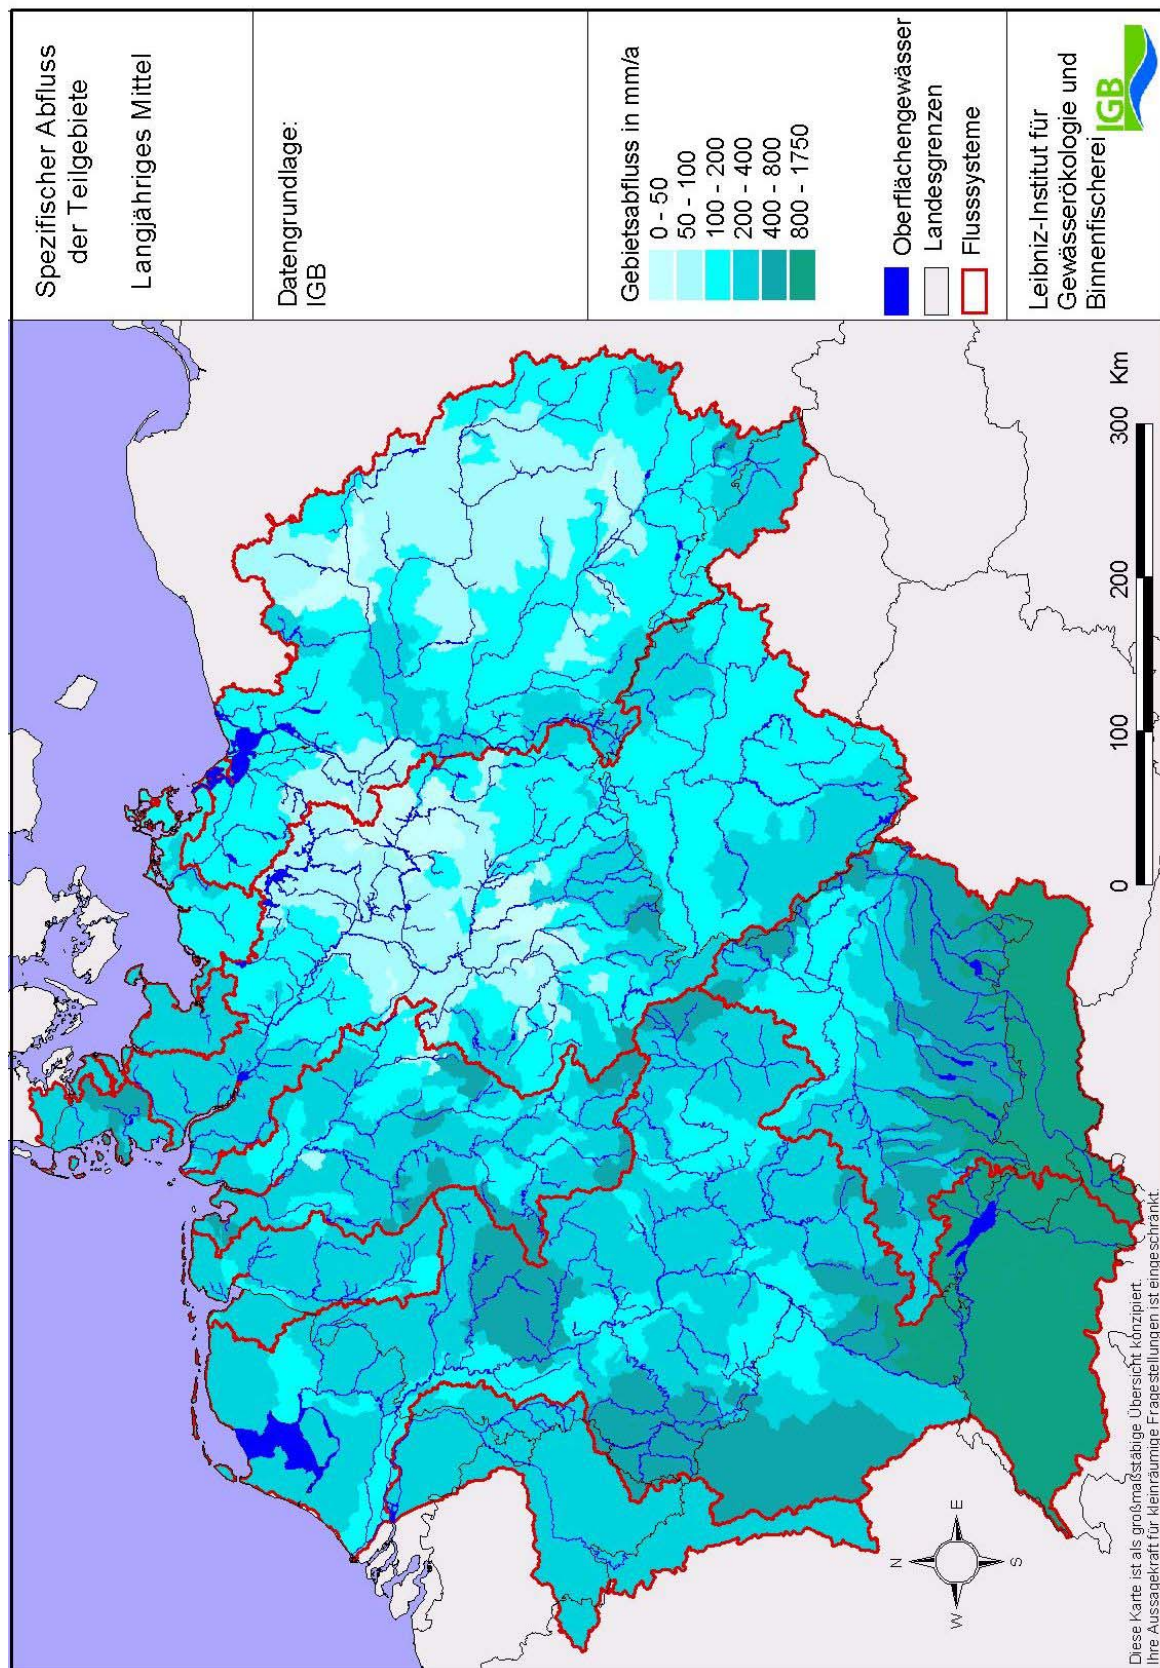 Spezifischer Abfluss
der Teilgebiete
Langjähriges Mittel
Datengrundlage:
IGB
Gebietsabfluss in mm/a
0 - 50
50 - 100
100 - 200
200 - 400
400 - 800
800 - 1750
Oberflächengewässer
Landesgrenzen
Flusssysteme
Leibniz-Institut für
Gewässerökologie und
Binnenfischerei
IGB
N
W E
S
0 100 200 300 Km
Diese Karte ist als großmaßstäbige Übersicht konzipiert.
Ihre Aussagekraft für kleinräumige Fragestellungen ist eingeschränkt.